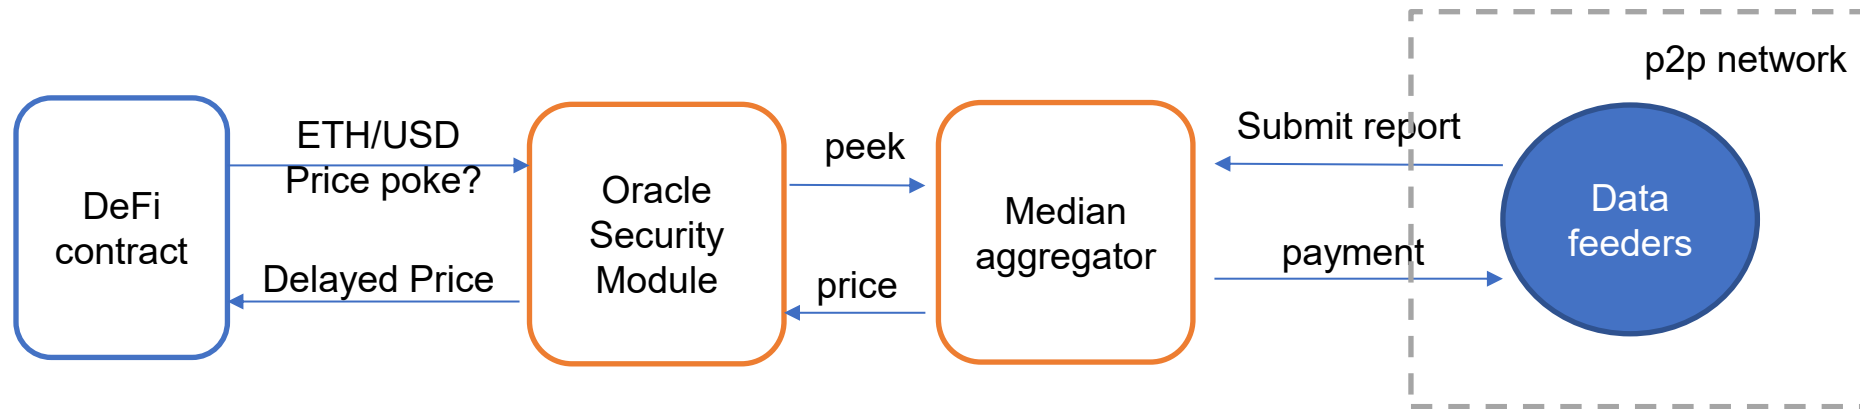 p2p network
DeFi
contract
ETH/USD
Price poke?
Delayed Price
Oracle
Security
Module
peek
price
Median
aggregator
Submit report
payment
Data
feeders